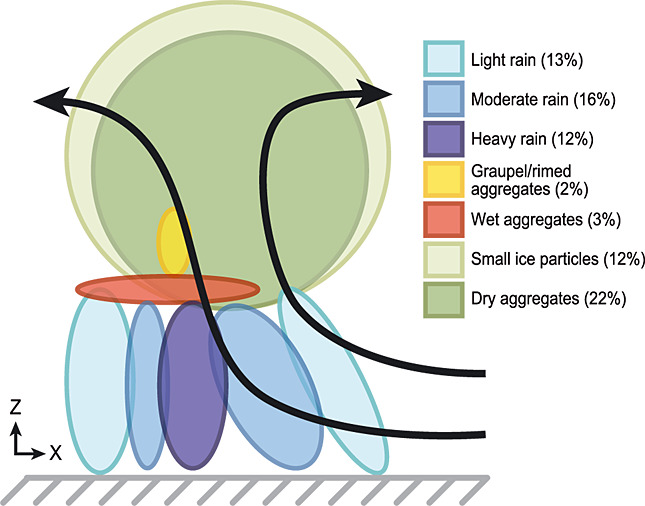 Light rain (13%)
Moderate rain (16%)
Heavy rain (12%)
Graupel/rimed
aggregates (2%)
Wet aggregates (3%)
Small ice particles (12%)
Dry aggregates (22%)
Z
X